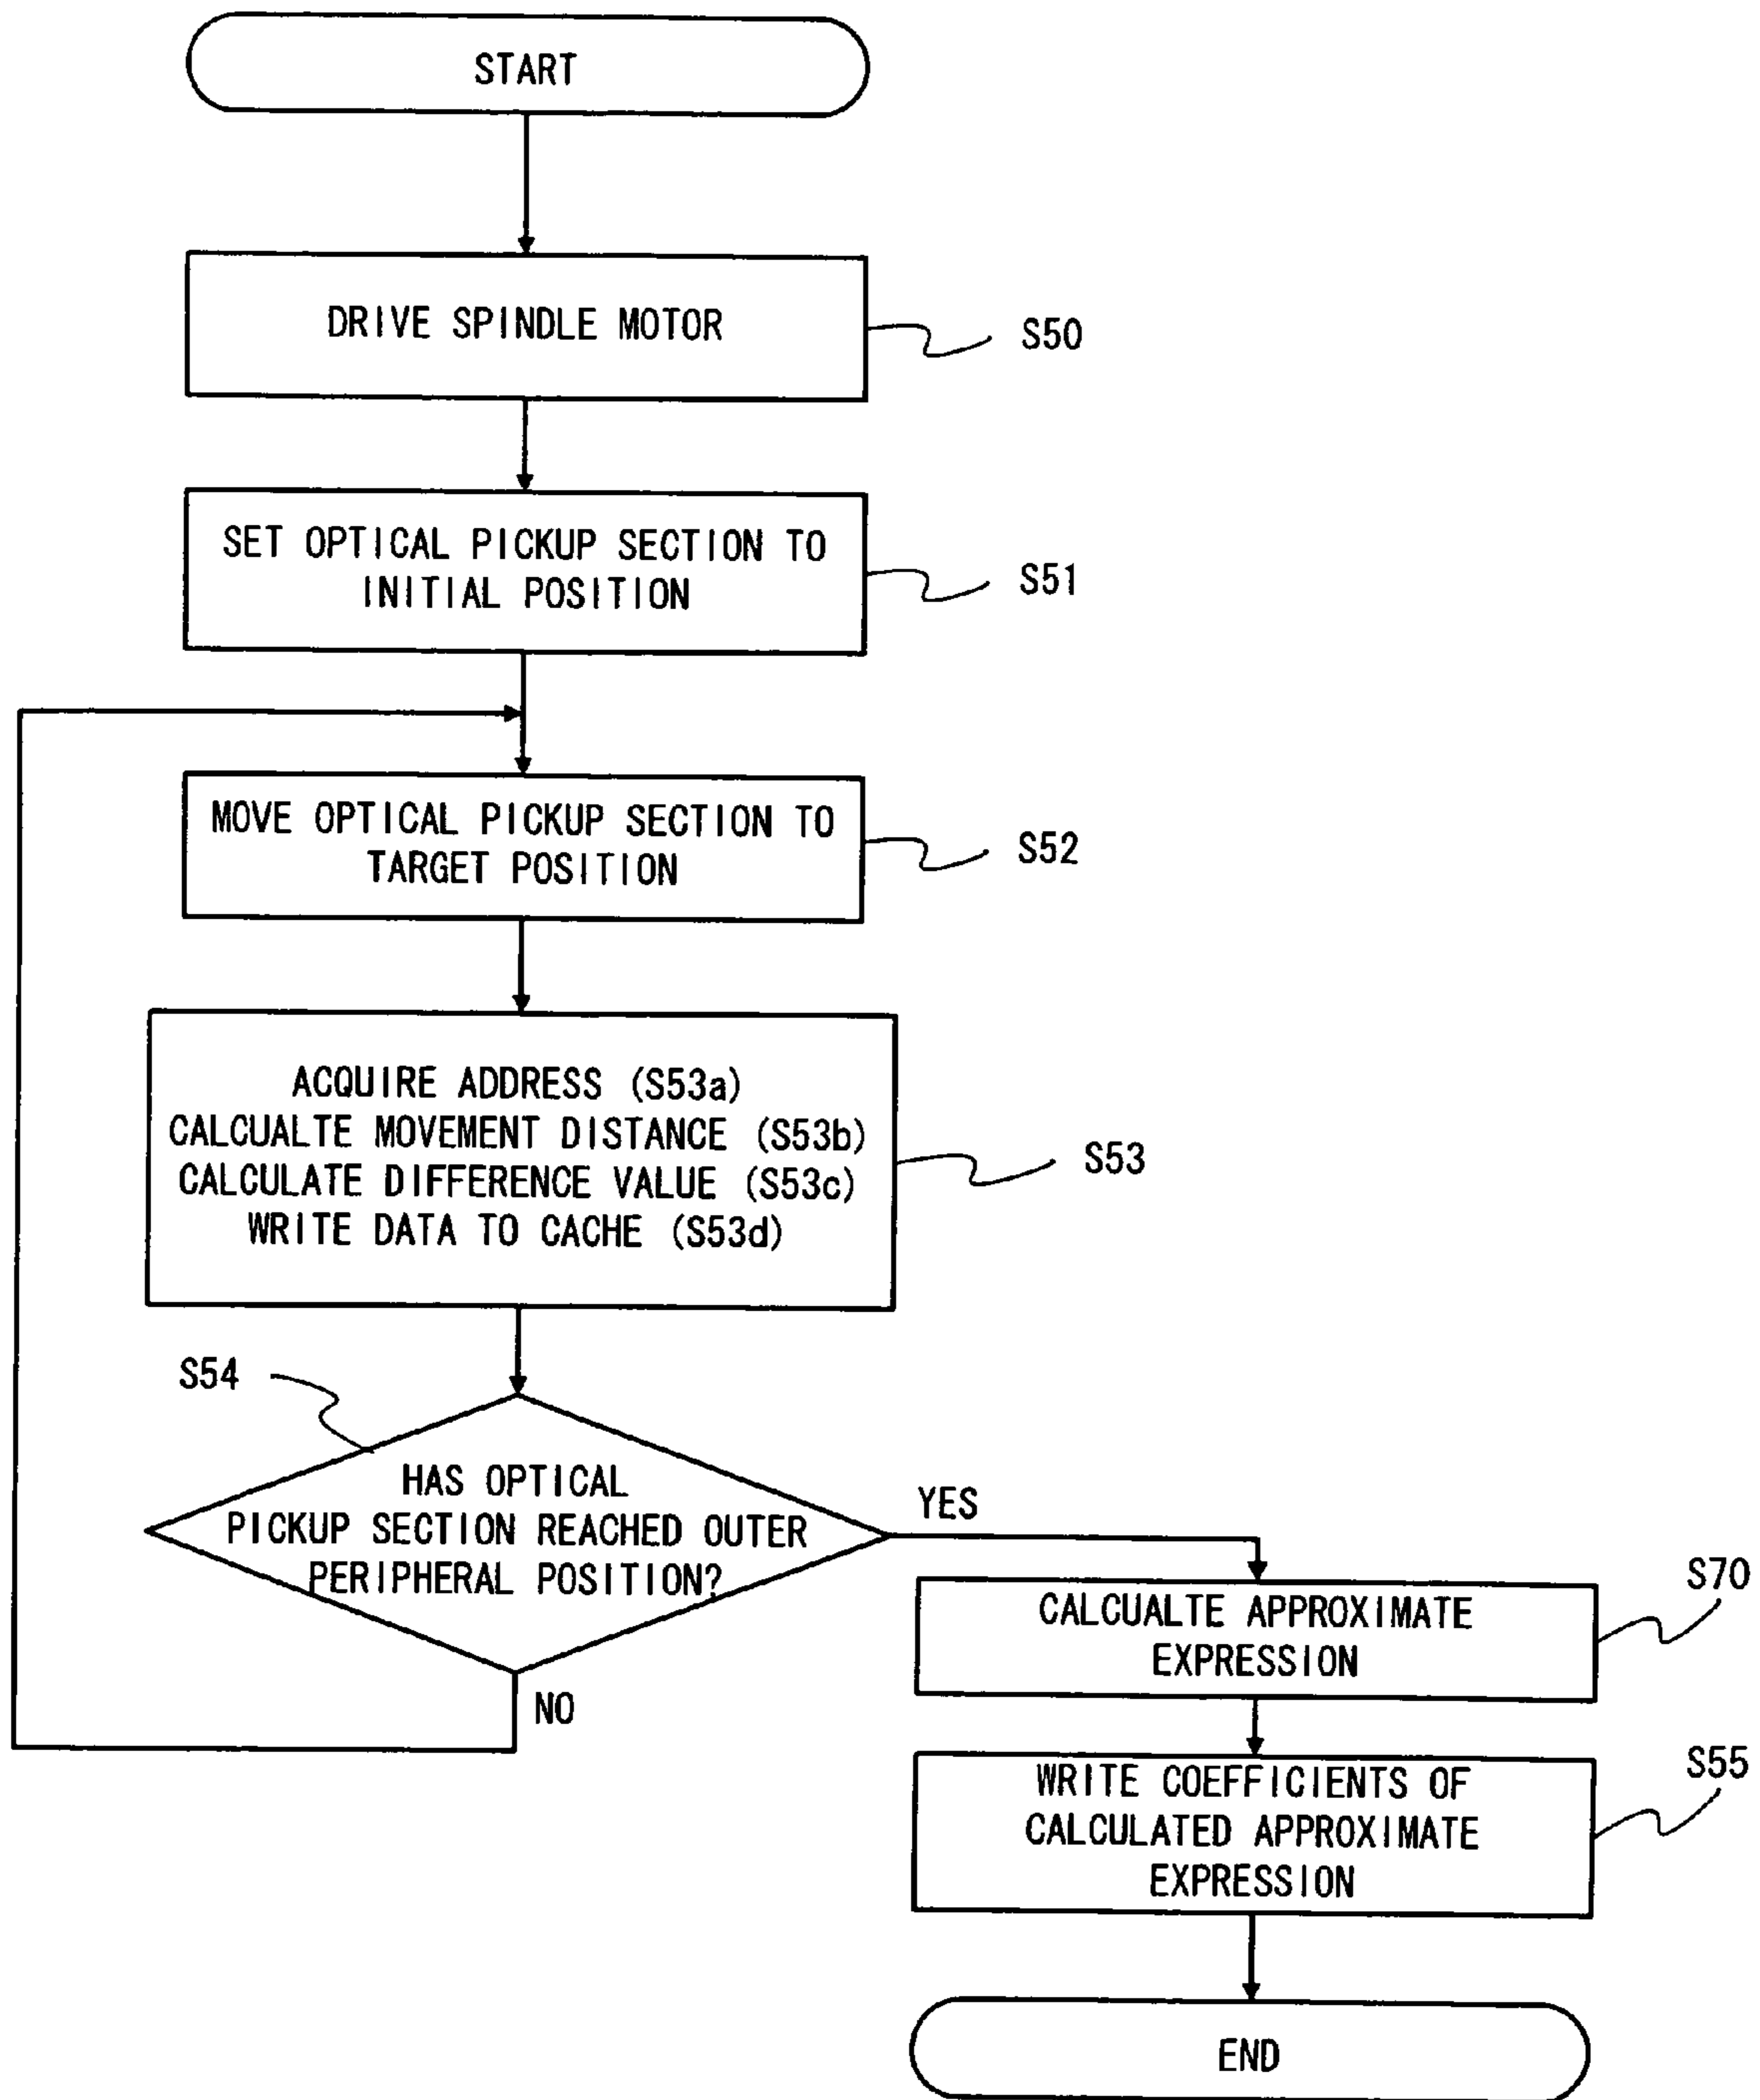 START
DRIVE SPINDLE MOTOR
S50
SET OPTICAL PICKUP SECTION TO
INITIAL POSITION
S51
MOVE OPTICAL PICKUP SECTION TO
TARGET POSITION
S52
ACQUIRE ADDRESS (S53a)
CALCUALTE MOVEMENT DISTANCE (S53b)
CALCULATE DIFFERENCE VALUE (S53c)
WRITE DATA TO CACHE (S53d)
S53
S54
HAS OPTICAL
PICKUP SECTION REACHED OUTER
PERIPHERAL POSITION?
YES
NO
CALCUALTE APPROXIMATE
EXPRESSION
S70
WRITE COEFFICIENTS OF
CALCULATED APPROXIMATE
EXPRESSION
S55
END